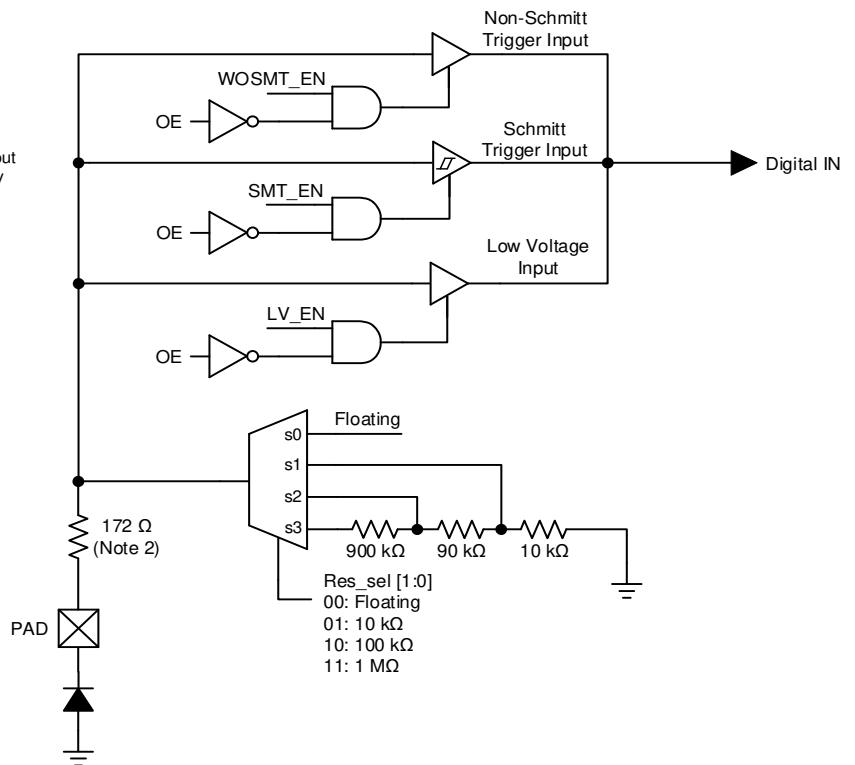 Non-Schmitt
Trigger Input
WOSMT_EN
OE
Schmitt
Trigger Input
Digital IN
SMT_EN
OE
Low Voltage
Input
LV_EN
OE
Floating
s0
s1
s2
s3
172 Ω
(Note 2)
900 kΩ
90 kΩ
10 kΩ
Res_sel [1:0]
00: Floating
01: 10 kΩ
10: 100 kΩ
11: 1 MΩ
PAD